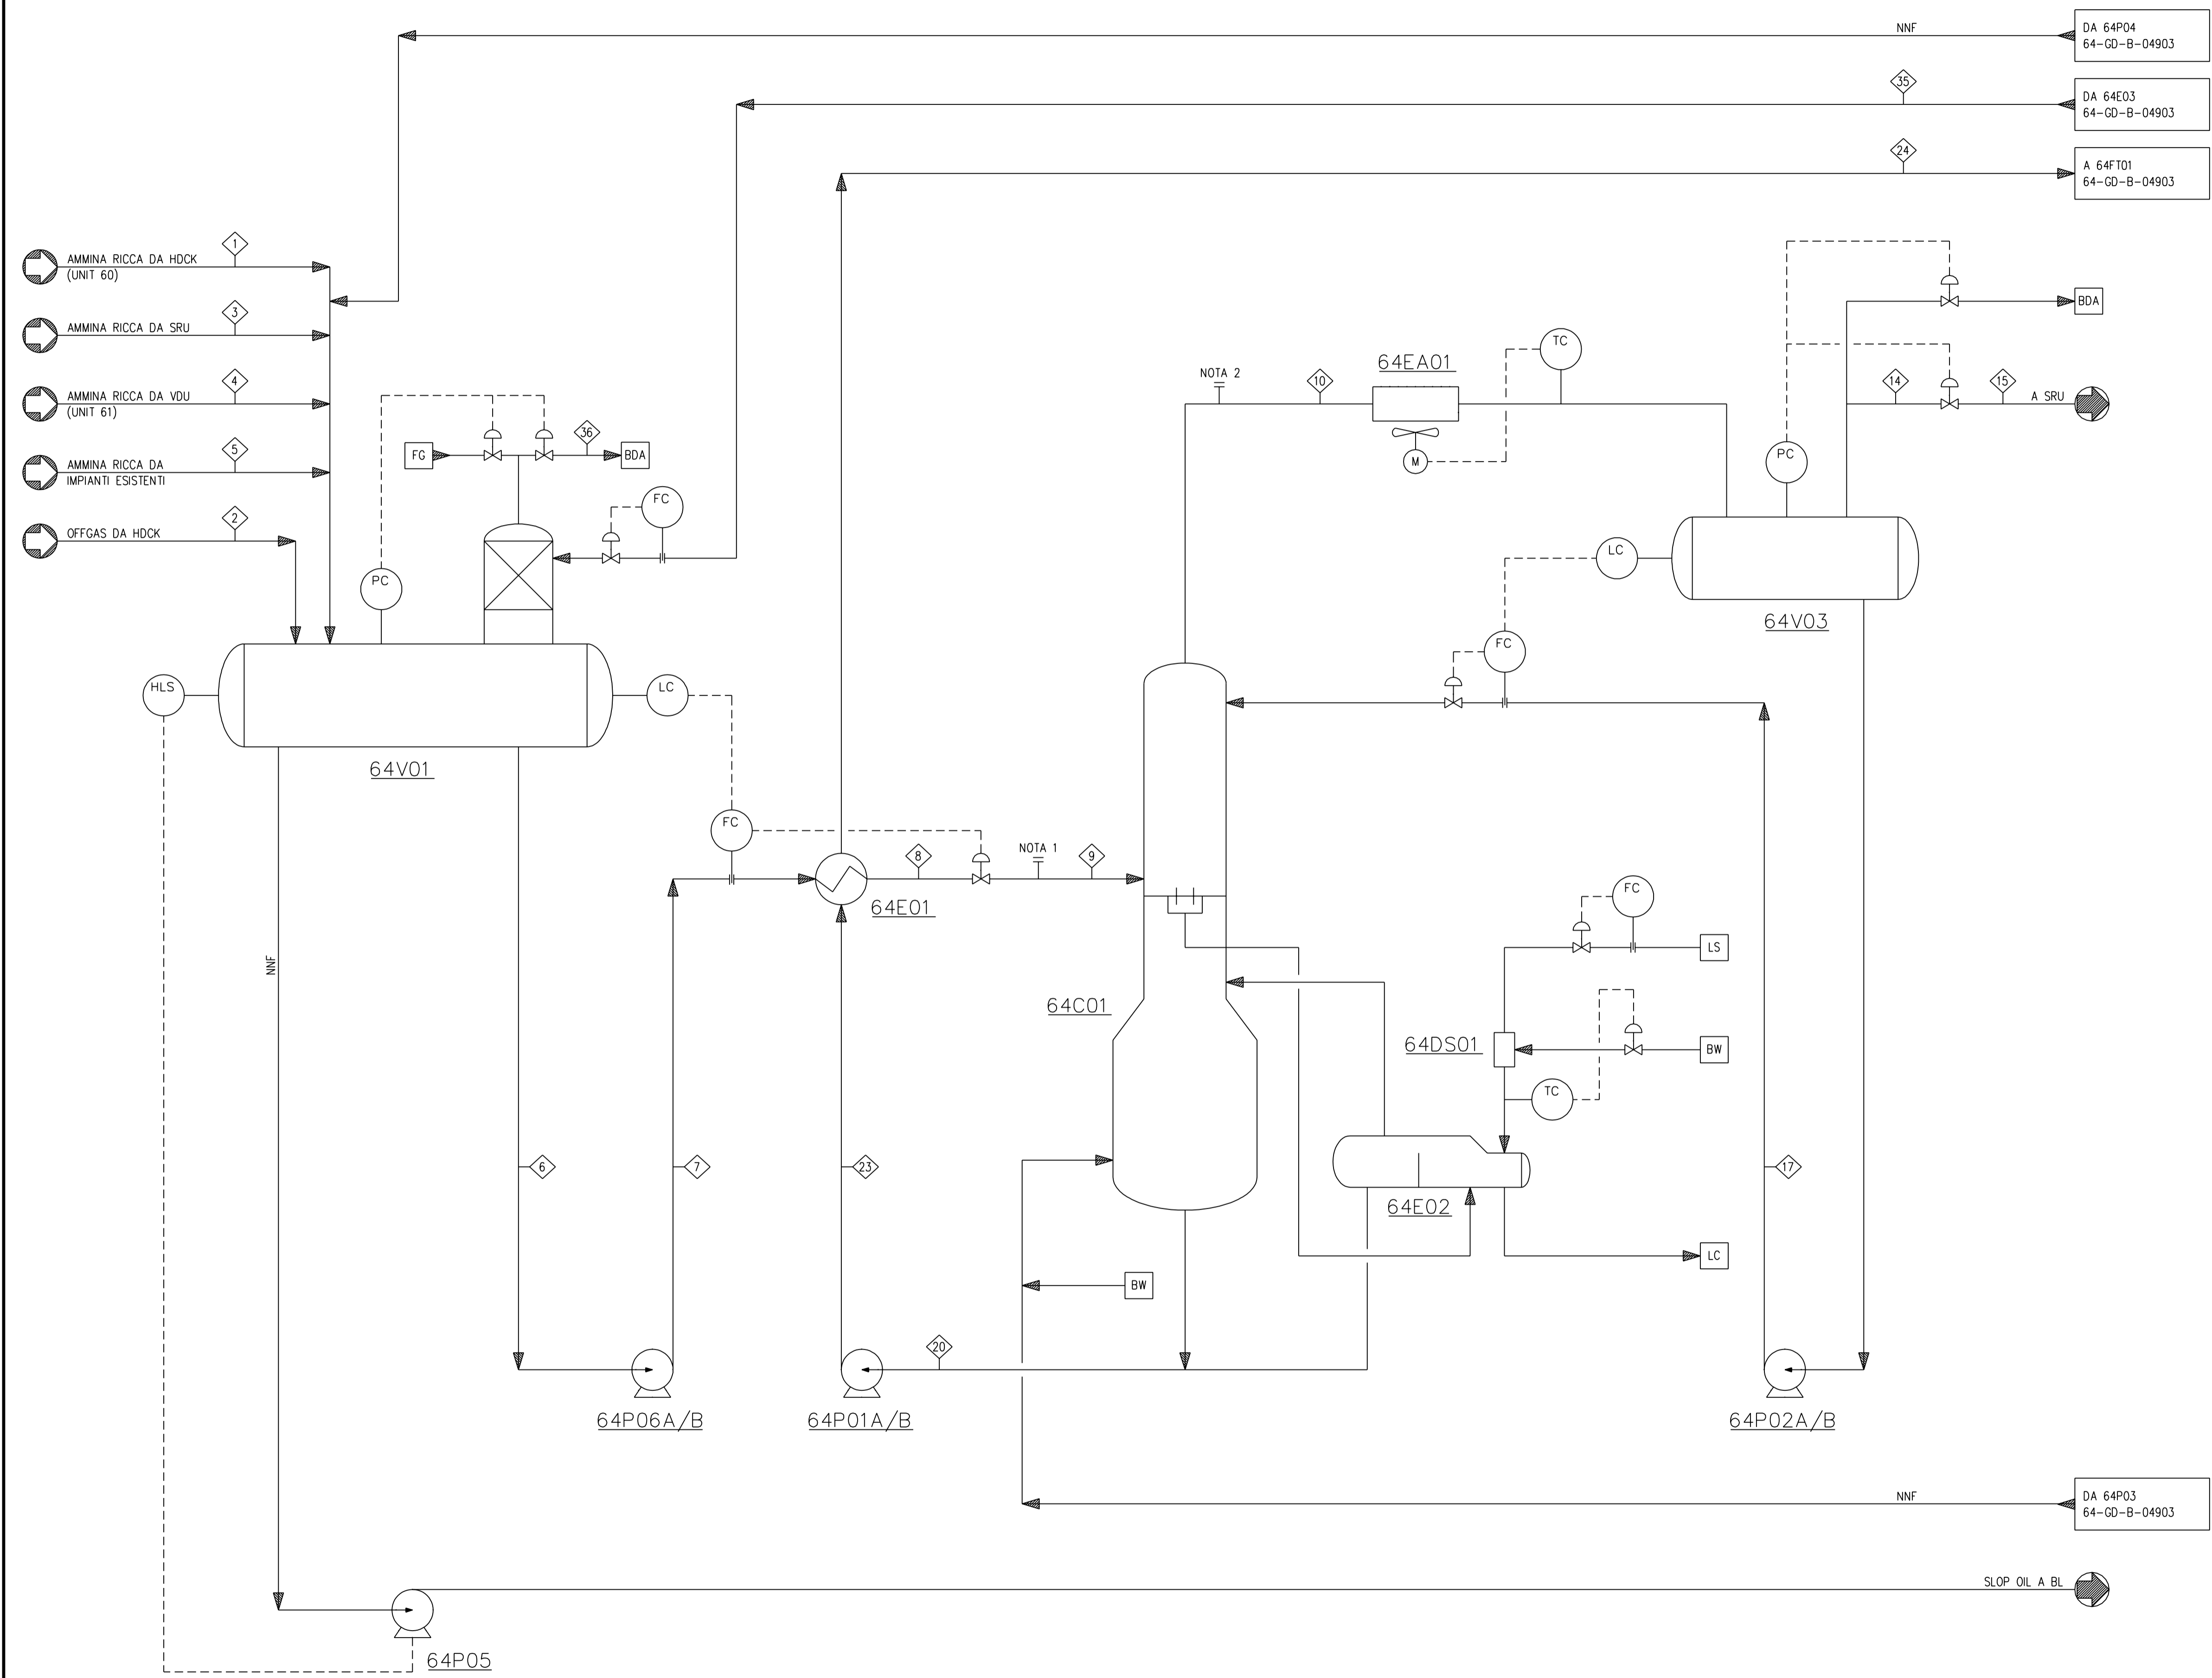 NNF
DA 64P04
64-GD-B-04903
35
DA 64E03
64-GD-B-04903
24
A 64FT01
64-GD-B-04903
1
AMMINA RICCA DA HDCK
(UNIT 60)
3
AMMINA RICCA DA SRU
4
AMMINA RICCA DA VDU
(UNIT 61)
5
AMMINA RICCA DA
IMPIANTI ESISTENTI
2
OFFGAS DA HDCK
FG
36
BDA
FC
PC
HLS
LC
64V01
NOTA 2
10
64EA01
TC
M
BDA
14
15
A SRU
PC
LC
64V03
FC
FC
8
NOTA 1
9
64E01
NNF
FC
LS
64C01
64DS01
BW
TC
6
7
23
64E02
17
LC
BW
20
64P06A/B
64P01A/B
64P02A/B
NNF
DA 64P03
64-GD-B-04903
SLOP OIL A BL
64P05